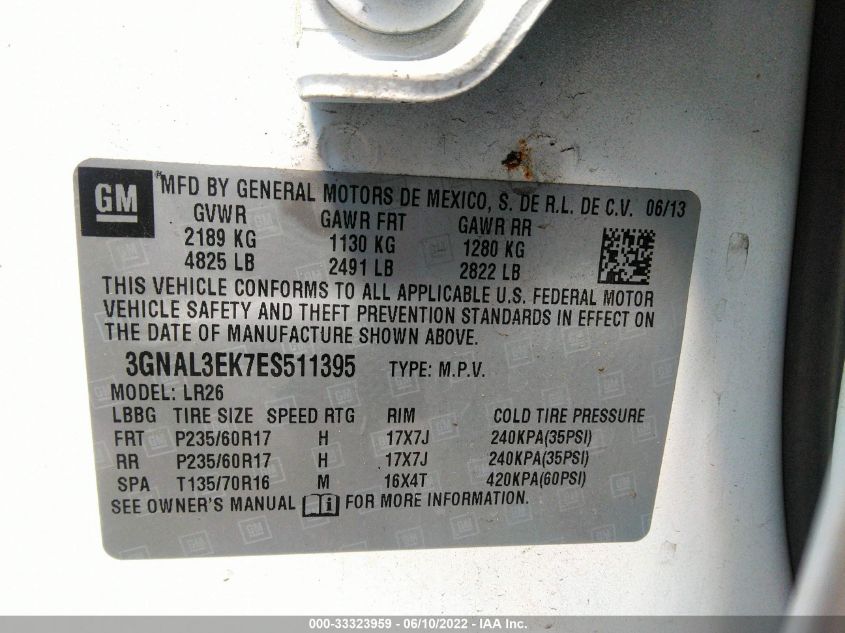 GM
MFD BY GENERAL MOTORS DE MEXICO, S. DE R.L. DE C.V. 06/13
GVWR GAWR FRT GAWR RR
2189 KG 1130 KG 1280 KG
4825 LB 2491 LB 2822 LB
THIS VEHICLE CONFORMS TO ALL APPLICABLE U.S. FEDERAL MOTOR
VEHICLE SAFETY AND THEFT PREVENTION STANDARDS IN EFFECT ON
THE DATE OF MANUFACTURE SHOWN ABOVE.
3GNAL3EK7ES511395 TYPE: M.P.V.
MODEL: LR26
LBBG TIRE SIZE SPEED RTG RIM COLD TIRE PRESSURE
FRT P235/60R17 H 17X7J 240KPA(35PSI)
RR P235/60R17 H 17X7J 240KPA(35PSI)
SPA T135/70R16 M 16X4T 420KPA(60PSI)
SEE OWNER'S MANUAL i FOR MORE INFORMATION.
000-33323959 - 06/10/2022 - IAA Inc.